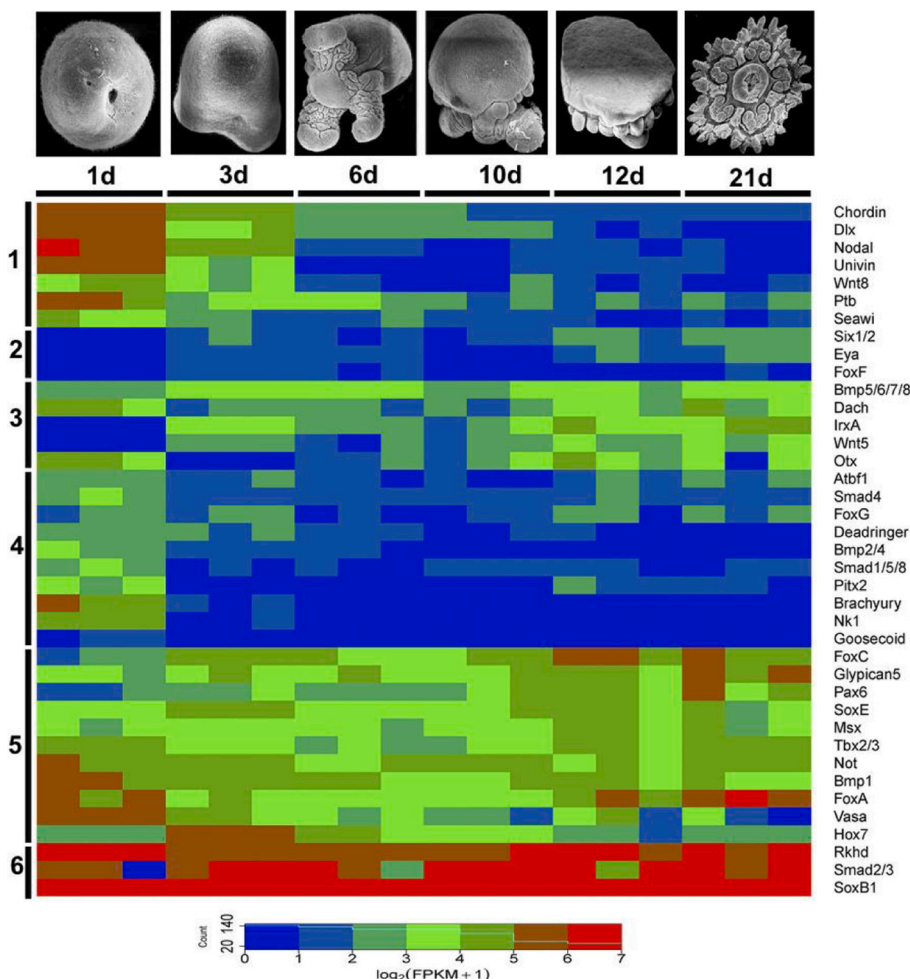 1d 3d 6d 10d 12d 21d
1
2
3
4
5
6
Chordin
Dlx
Nodal
Univin
Wnt8
Ptb
Seawi
Six1/2
Eya
FoxF
Bmp5/6/7/8
Dach
IrxA
Wnt5
Otx
Atbf1
Smad4
FoxG
Deadringer
Bmp2/4
Smad1/5/8
Pitx2
Brachyury
Nk1
Goosecoid
FoxC
Glypican5
Pax6
SoxE
Msx
Tbx2/3
Not
Bmp1
FoxA
Vasa
Hox7
Rkhd
Smad2/3
SoxB1
Count
20 140
0 1 2 3 4 5 6 7
log₂(FPKM+1)